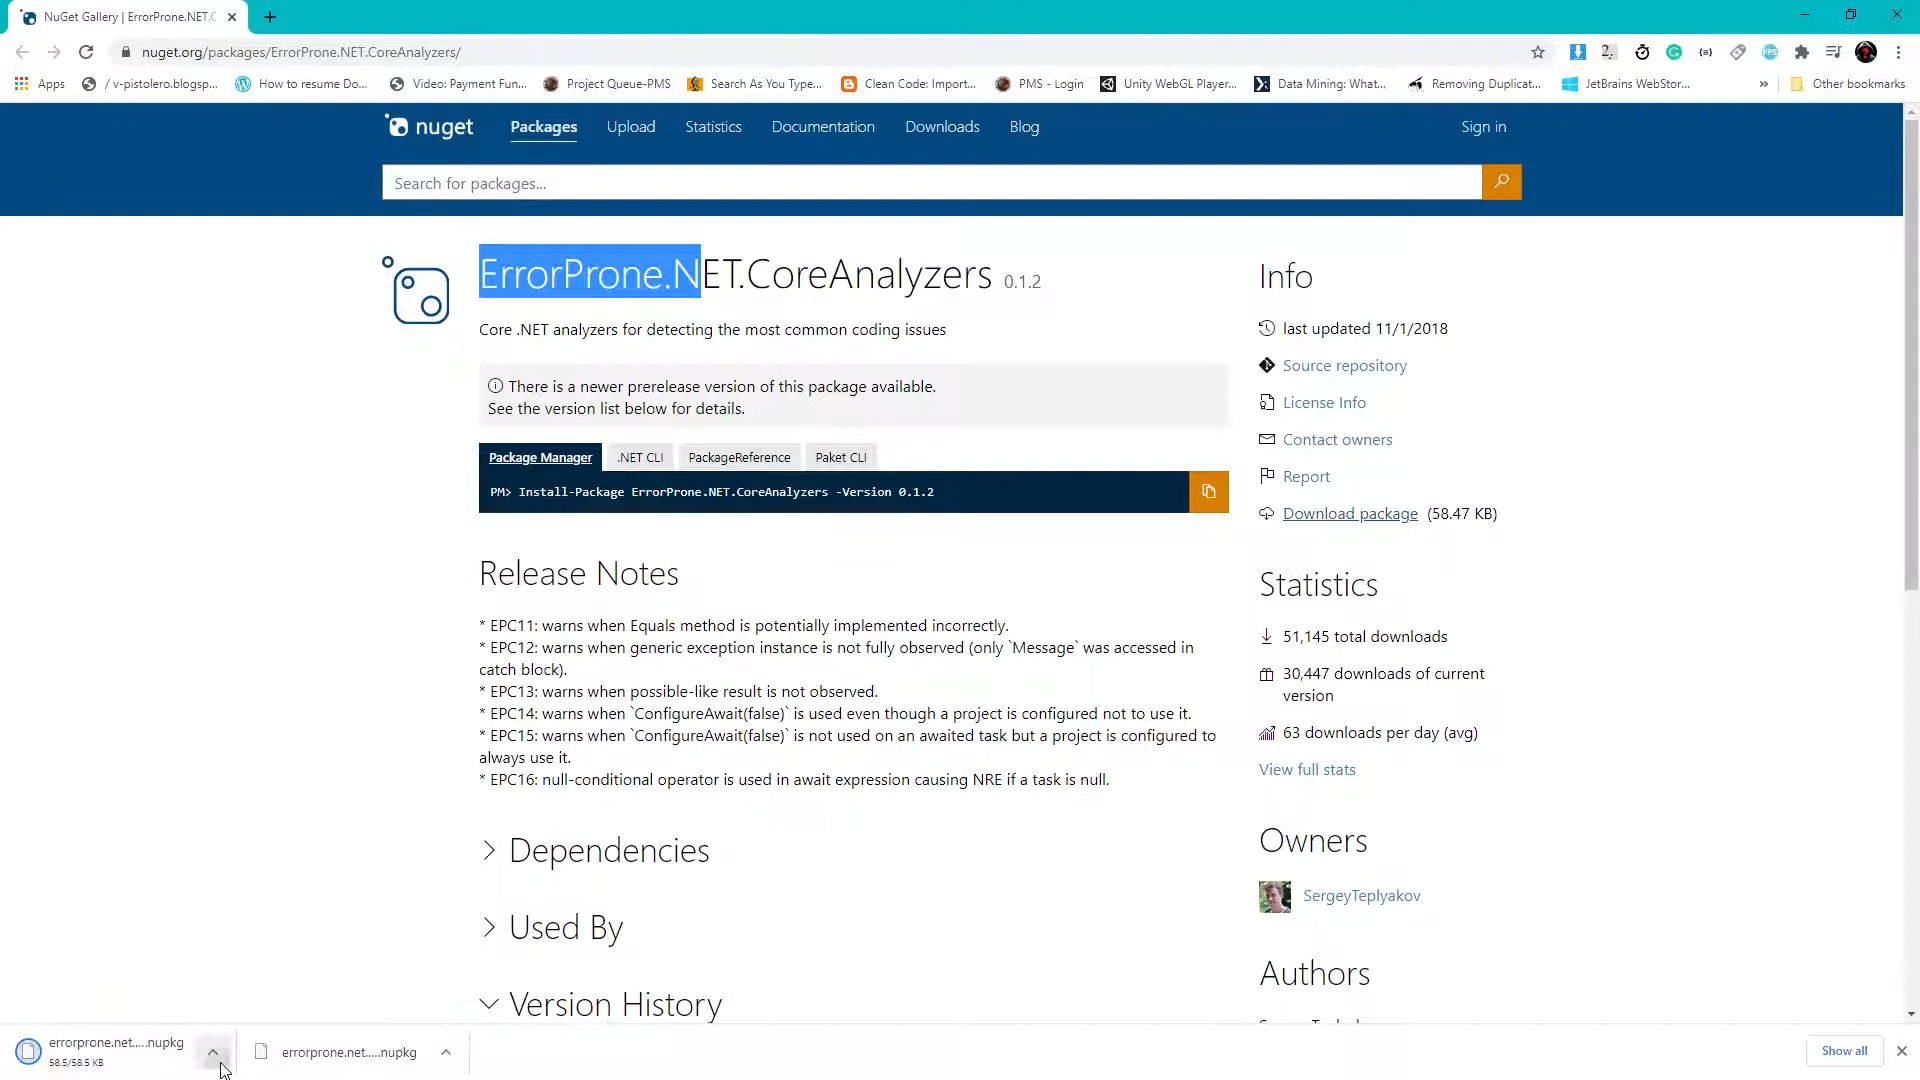 NuGet Gallery | ErrorProne.NET.C
nuget.org/packages/ErrorProne.NET.CoreAnalyzers/
Apps
/ v-pistolero.blogsp...
How to resume Do...
Video: Payment Fun...
Project Queue-PMS
Search As You Type...
Clean Code: Import...
PMS - Login
Unity WebGL Player...
Data Mining: What...
Removing Duplicat...
JetBrains WebStor...
»
Other bookmarks
nuget
Packages
Upload
Statistics
Documentation
Downloads
Blog
Sign in
Search for packages...
ErrorProne.NET.CoreAnalyzers 0.1.2
Core .NET analyzers for detecting the most common coding issues
There is a newer prerelease version of this package available.
See the version list below for details.
Package Manager
.NET CLI
PackageReference
Paket CLI
PM> Install-Package ErrorProne.NET.CoreAnalyzers -Version 0.1.2
Release Notes
* EPC11: warns when Equals method is potentially implemented incorrectly.
* EPC12: warns when generic exception instance is not fully observed (only `Message` was accessed in
catch block).
* EPC13: warns when possible-like result is not observed.
* EPC14: warns when `ConfigureAwait(false)` is used even though a project is configured not to use it.
* EPC15: warns when `ConfigureAwait(false)` is not used on an awaited task but a project is configured to
always use it.
* EPC16: null-conditional operator is used in await expression causing NRE if a task is null.
Dependencies
Used By
Version History
Info
last updated 11/1/2018
Source repository
License Info
Contact owners
Report
Download package (58.47 KB)
Statistics
51,145 total downloads
30,447 downloads of current
version
63 downloads per day (avg)
View full stats
Owners
SergeyTeplyakov
Authors
errorprone.net.....nupkg
58.5/58.5 KB
errorprone.net.....nupkg
Show all